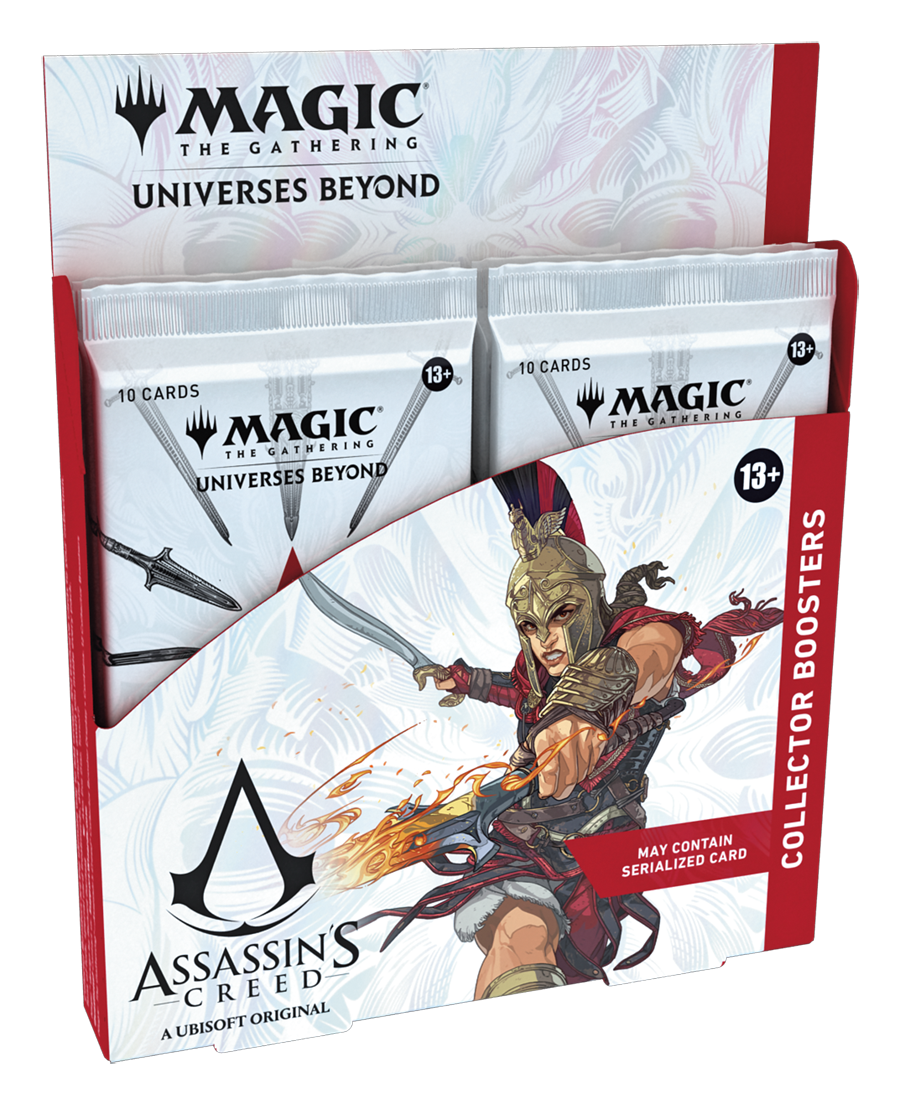 MAGIC®
THE GATHERING
UNIVERSES BEYOND
10 CARDS
13+
MAGIC®
THE GATHERING
UNIVERSES BEYOND
10 CARDS
13+
MAGIC®
THE GATHERING
13+
COLLECTOR BOOSTERS
MAY CONTAIN
SERIALIZED CARD
ASSASSIN'S
CREED
A UBISOFT ORIGINAL